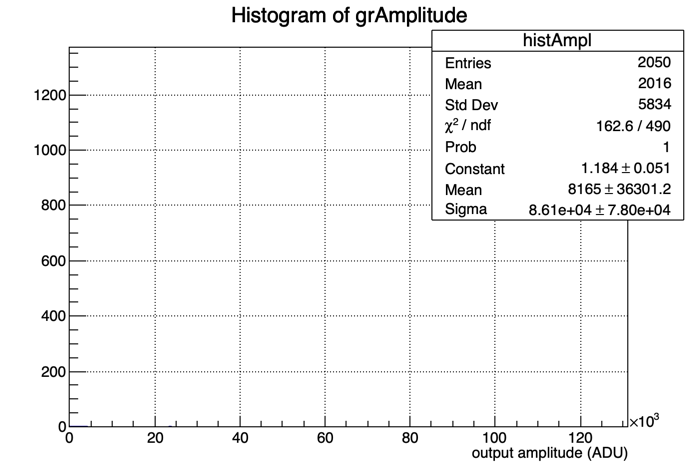 Histogram of grAmplitude
histAmpl
Entries 2050
Mean 2016
Std Dev 5834
χ² / ndf 162.6 / 490
Prob 1
Constant 1.184 ± 0.051
Mean 8165 ± 36301.2
Sigma 8.61e+04 ± 7.80e+04
1200
1000
800
600
400
200
0
0 20 40 60 80 100 120
×10³
output amplitude (ADU)